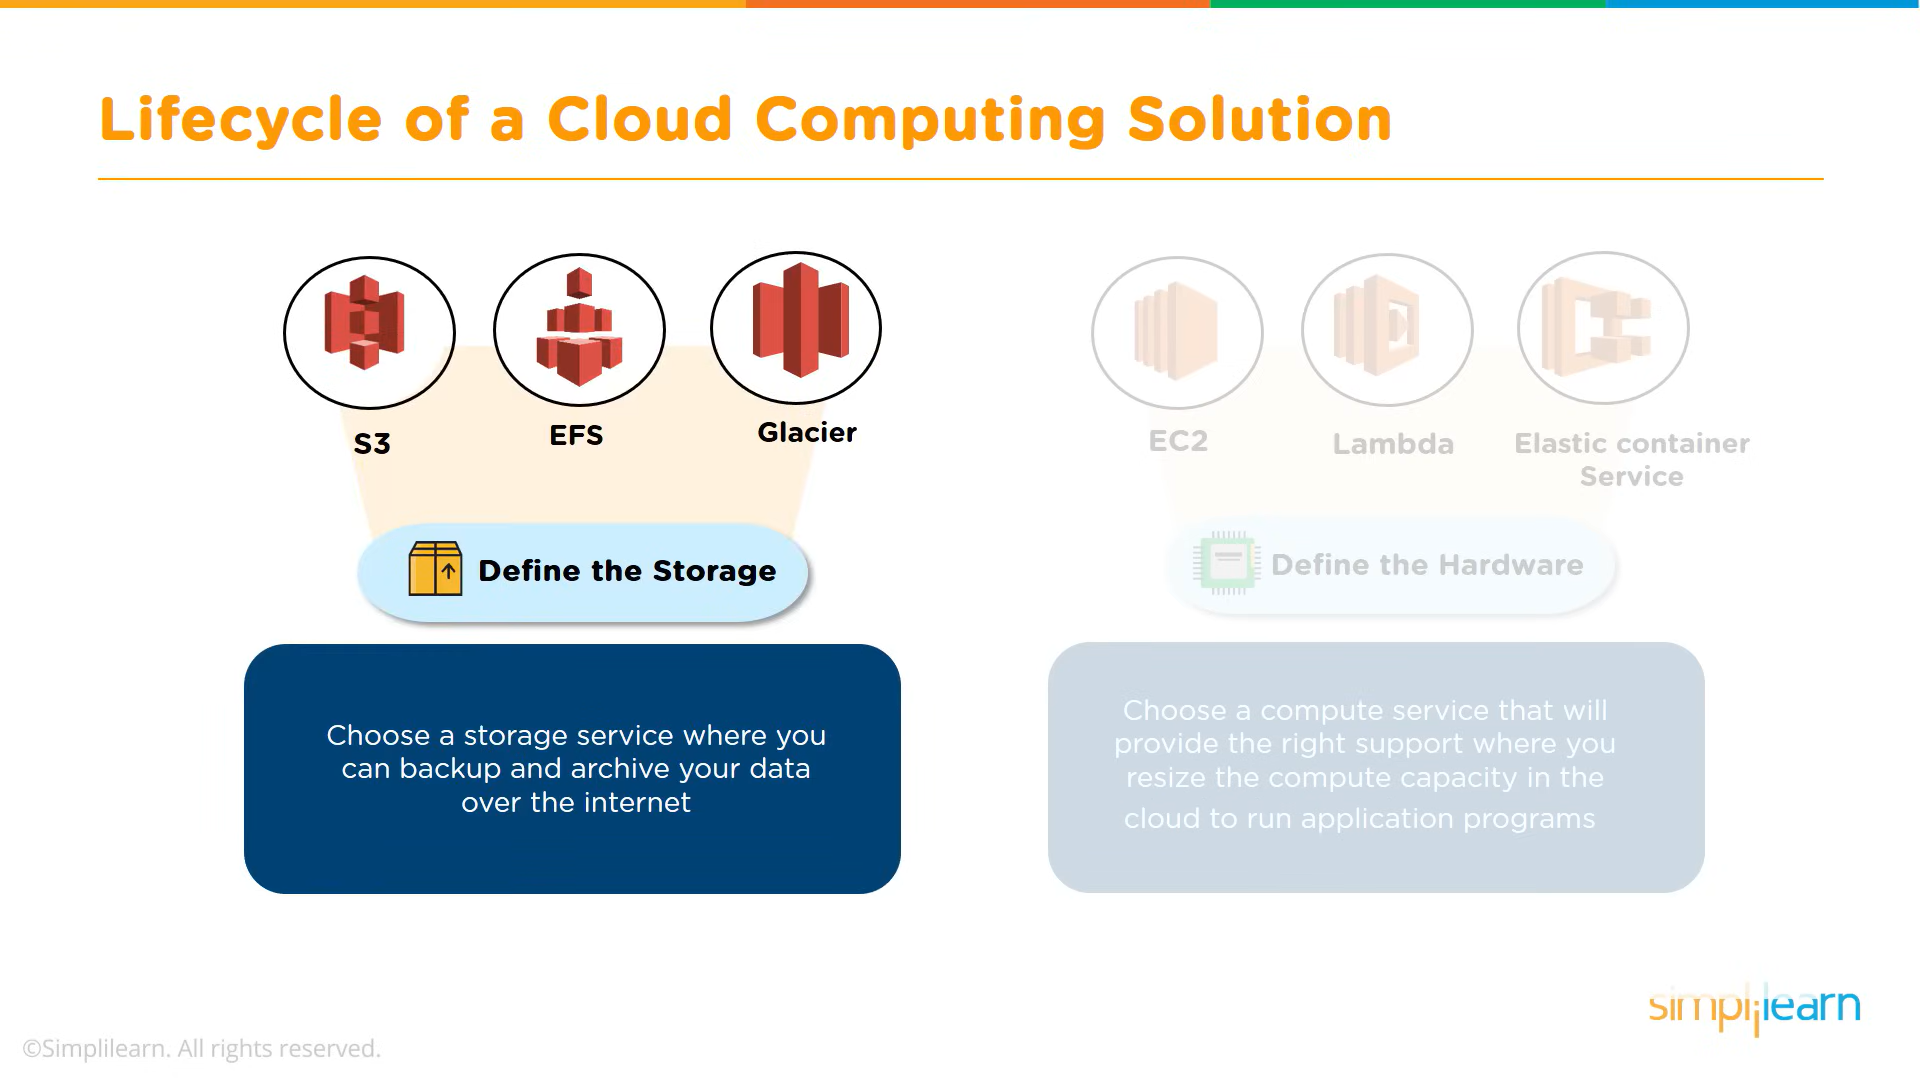 Lifecycle of a Cloud Computing Solution
S3
EFS
Glacier
Define the Storage
Choose a storage service where you
can backup and archive your data
over the internet
EC2
Lambda
Elastic container
Service
Define the Hardware
Choose a compute service that will
provide the right support where you
resize the compute capacity in the
cloud to run application programs
simplilearn
©Simplilearn. All rights reserved.